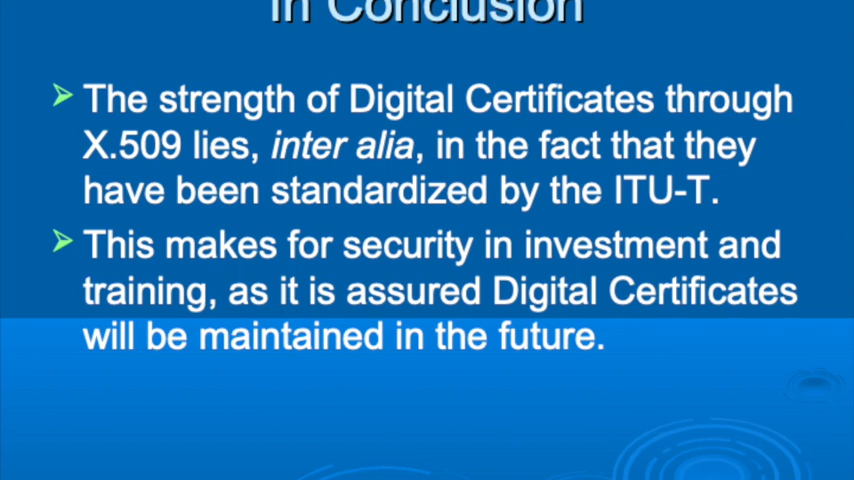 In Conclusion
The strength of Digital Certificates through
X.509 lies, inter alia, in the fact that they
have been standardized by the ITU-T.
This makes for security in investment and
training, as it is assured Digital Certificates
will be maintained in the future.